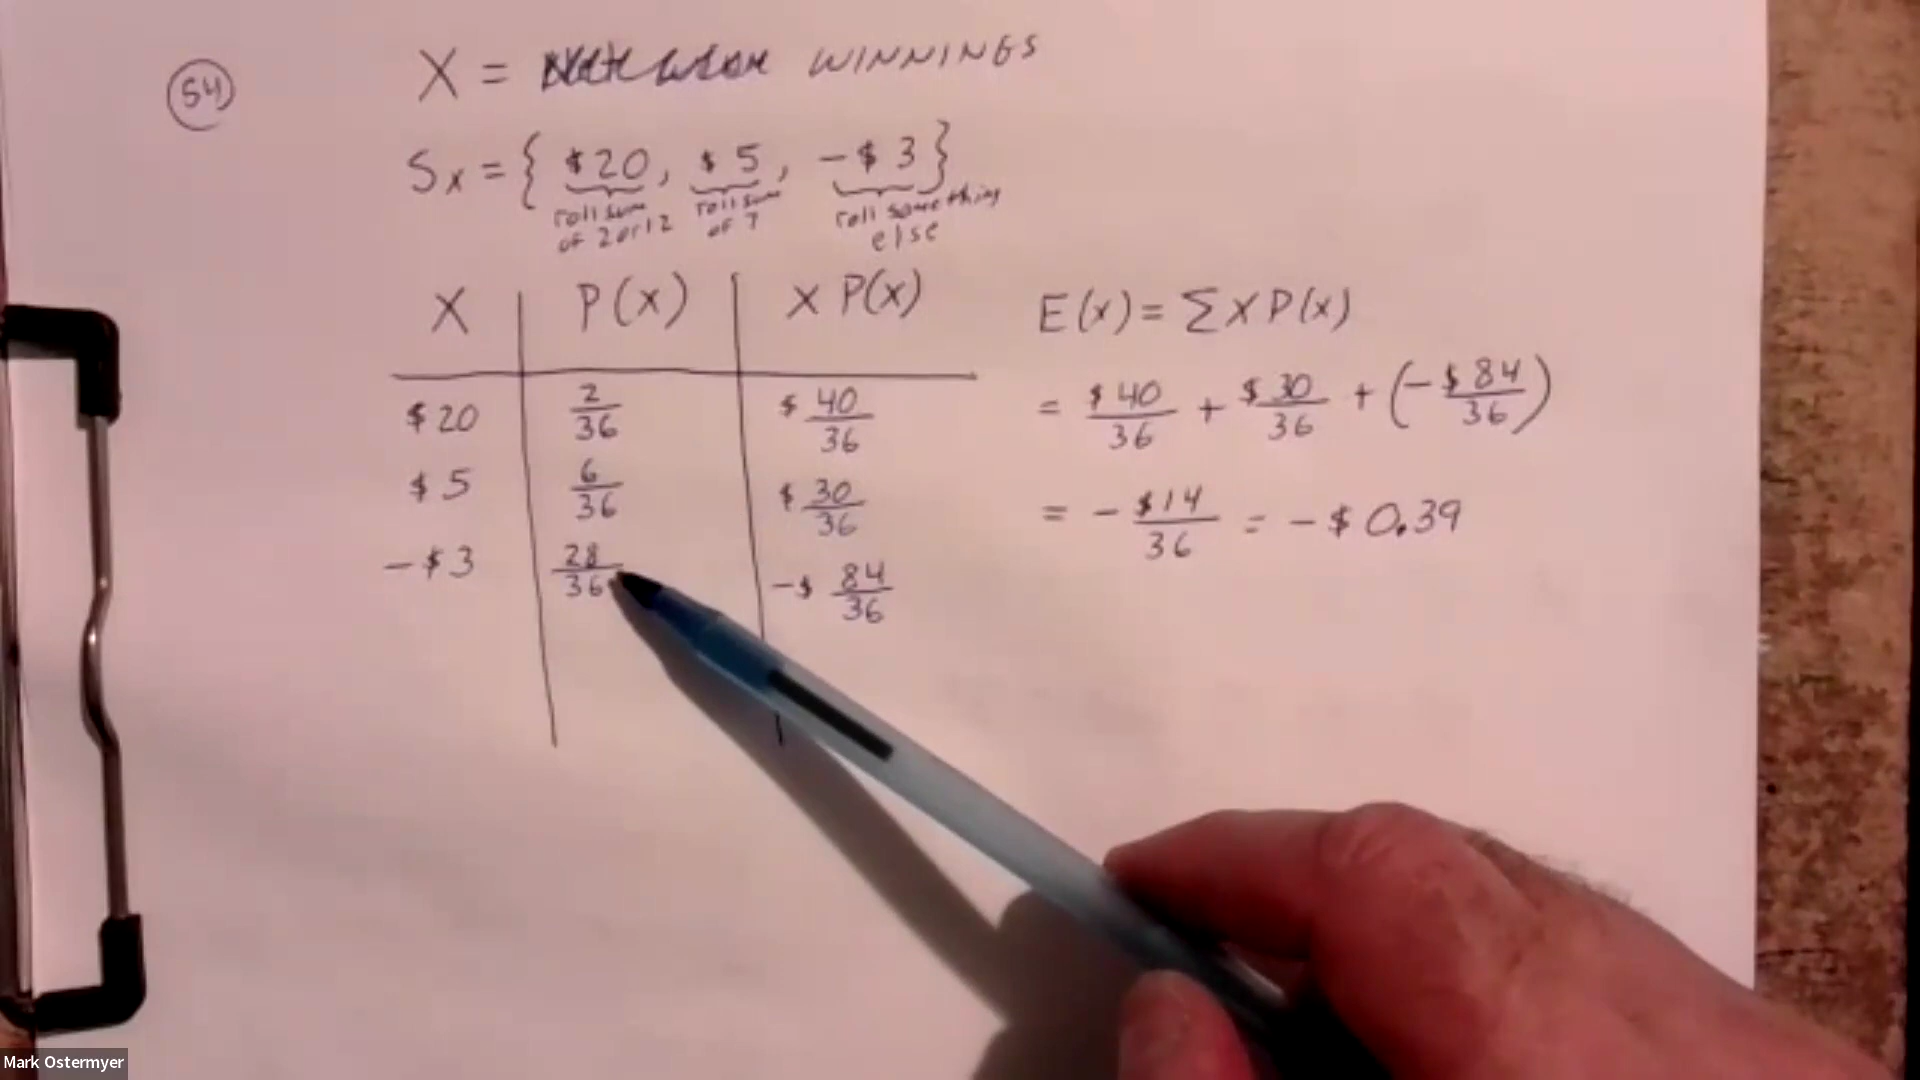 54
X = WINNINGS
Sx = { $20, $5, -$3 }
roll sum of 2 or 12
roll sum of 7
roll something else
X P(x) X P(x)
$20 2/36 $ 40/36
$5 6/36 $ 30/36
-$3 28/36 -$ 84/36
E(x) = Σ X P(x)
= $40/36 + $30/36 + (-$84/36)
= -$14/36 = -$0.39
Mark Ostermyer